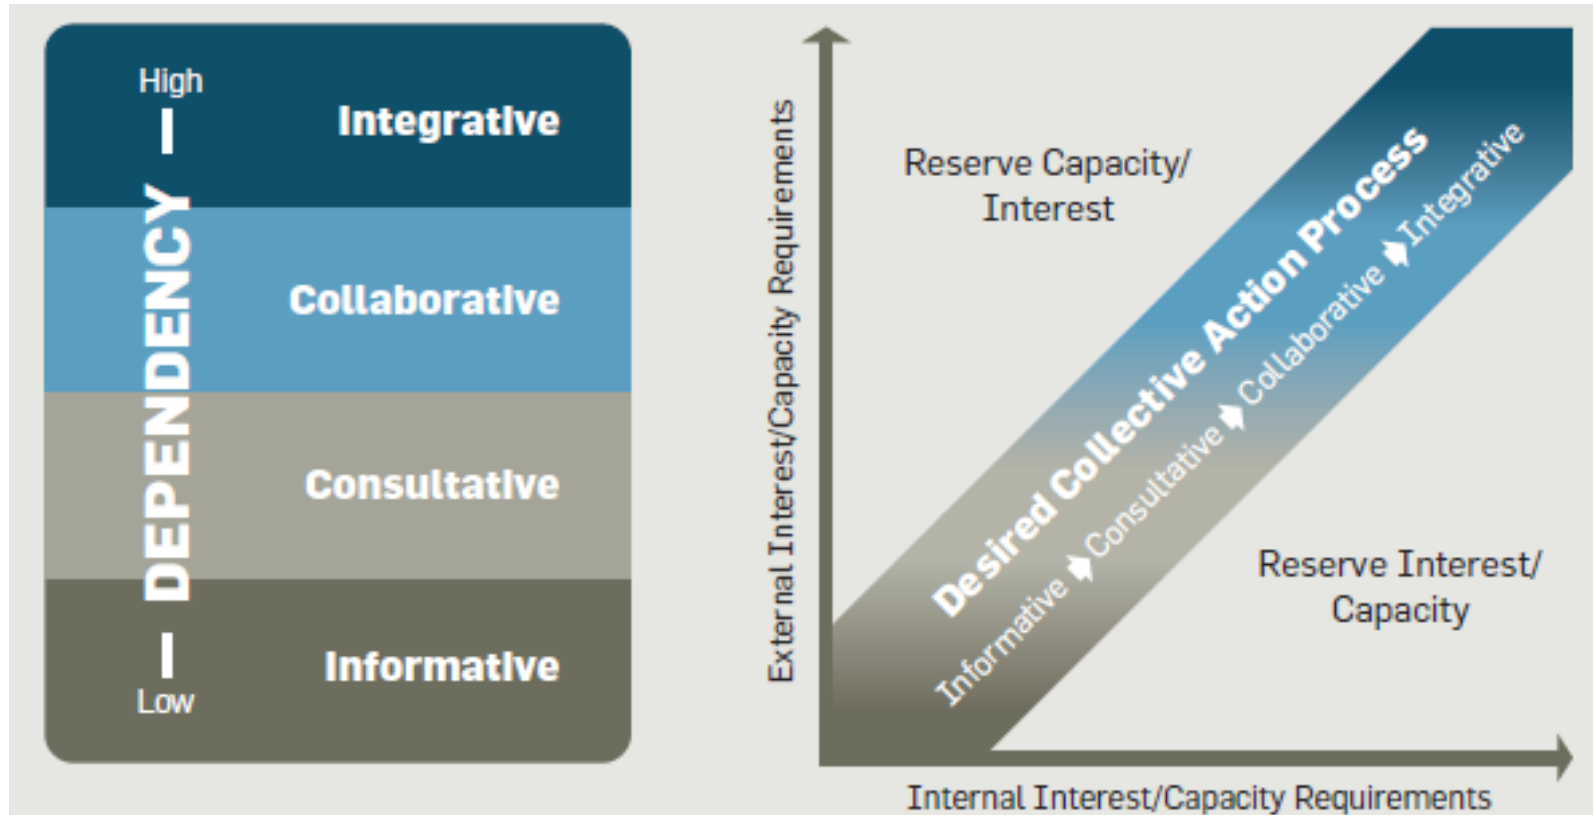 High
Integrative
Collaborative
DEPENDENCY
Consultative
Informative
Low
External Interest/Capacity Requirements
Reserve Capacity/
Interest
Desired Collective Action Process
Informative ➧ Consultative ➧ Collaborative ➧ Integrative
Reserve Interest/
Capacity
Internal Interest/Capacity Requirements